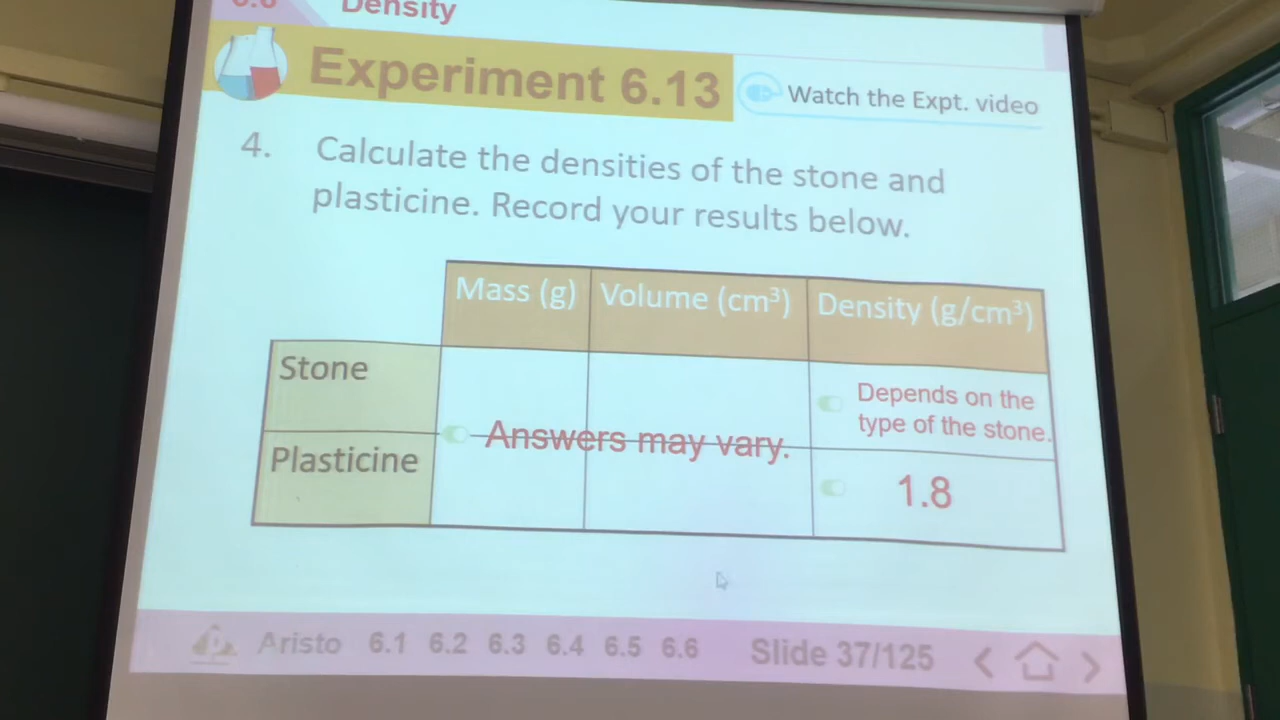 6.6 Density
Experiment 6.13
Watch the Expt. video
4. Calculate the densities of the stone and
plasticine. Record your results below.
Mass (g) Volume (cm³) Density (g/cm³)
Stone
Depends on the
type of the stone.
Answers may vary.
Plasticine
1.8
Aristo 6.1 6.2 6.3 6.4 6.5 6.6 Slide 37/125